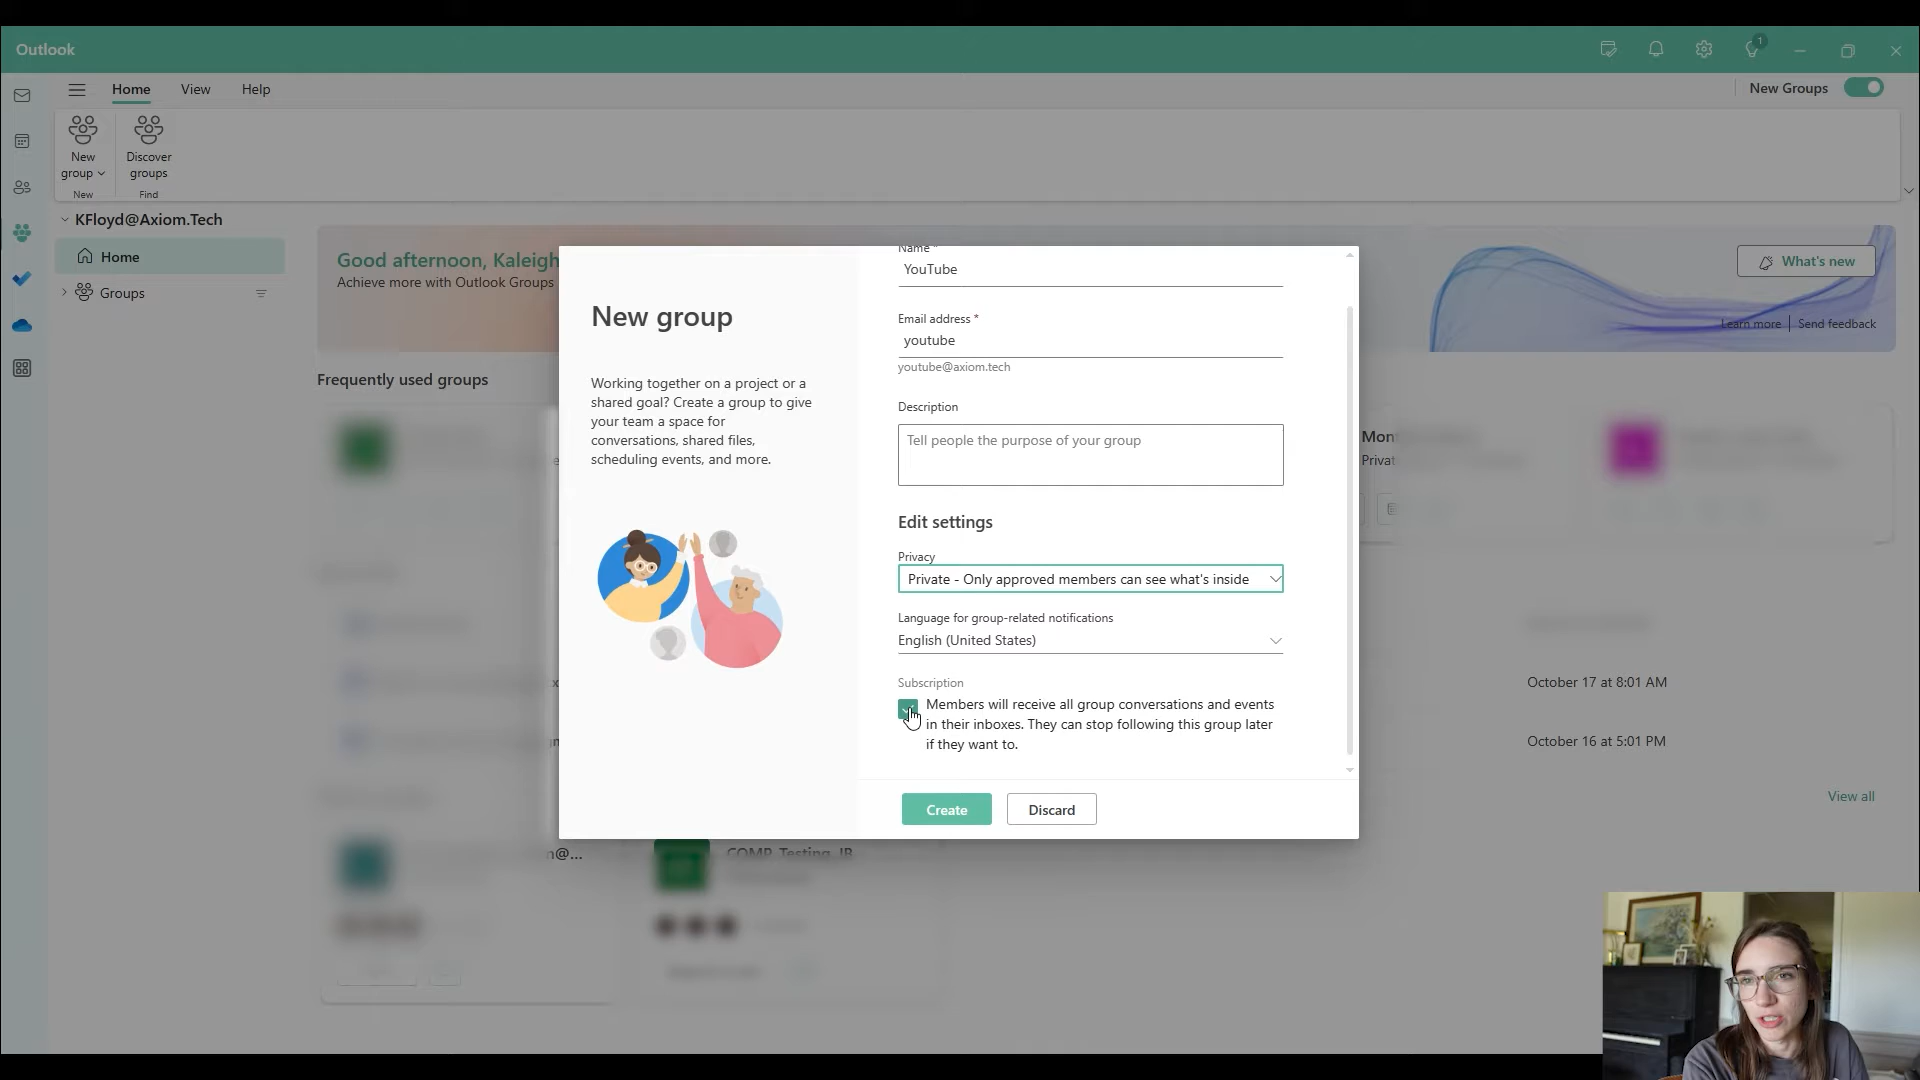 Outlook
1
Home View Help
New Groups
New group
Discover groups
New
Find
KFloyd@Axiom.Tech
Home
Groups
Good afternoon, Kaleigh
Achieve more with Outlook Groups
What's new
Learn more | Send feedback
Frequently used groups
New group
Working together on a project or a
shared goal? Create a group to give
your team a space for
conversations, shared files,
scheduling events, and more.
Name *
YouTube
Email address *
youtube
youtube@axiom.tech
Description
Tell people the purpose of your group
Edit settings
Privacy
Private - Only approved members can see what's inside
Language for group-related notifications
English (United States)
Subscription
Members will receive all group conversations and events
in their inboxes. They can stop following this group later
if they want to.
Create
Discard
Mon
Privat
October 17 at 8:01 AM
October 16 at 5:01 PM
View all
n@...
COMP_Testing_JB